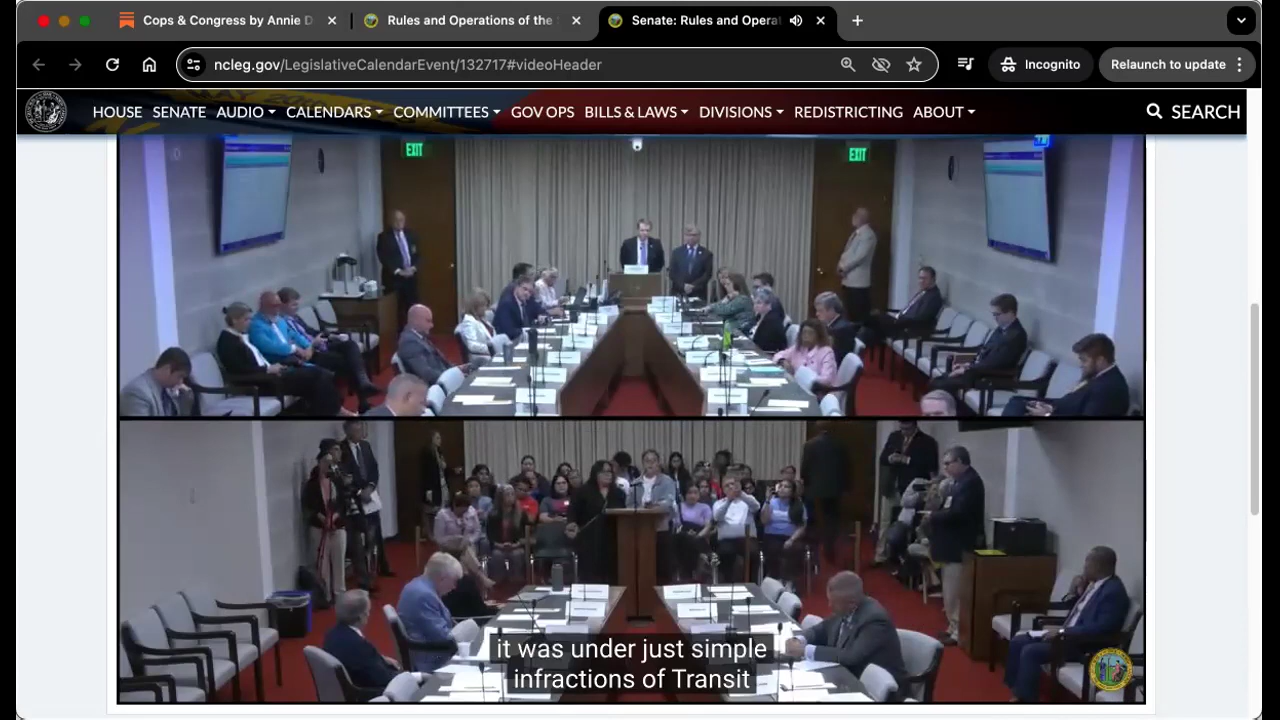 Cops & Congress by Annie D
Rules and Operations of the
Senate: Rules and Opera
ncleg.gov/LegislativeCalendarEvent/132717#videoHeader
Incognito
Relaunch to update
HOUSE
SENATE
AUDIO
CALENDARS
COMMITTEES
GOV OPS
BILLS & LAWS
DIVISIONS
REDISTRICTING
ABOUT
SEARCH
EXIT
EXIT
it was under just simple
infractions of Transit